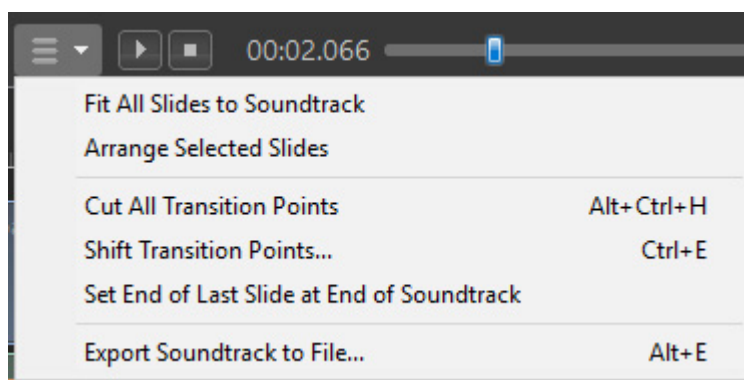 00:02.066
Fit All Slides to Soundtrack
Arrange Selected Slides
Cut All Transition Points Alt+Ctrl+H
Shift Transition Points... Ctrl+E
Set End of Last Slide at End of Soundtrack
Export Soundtrack to File... Alt+E